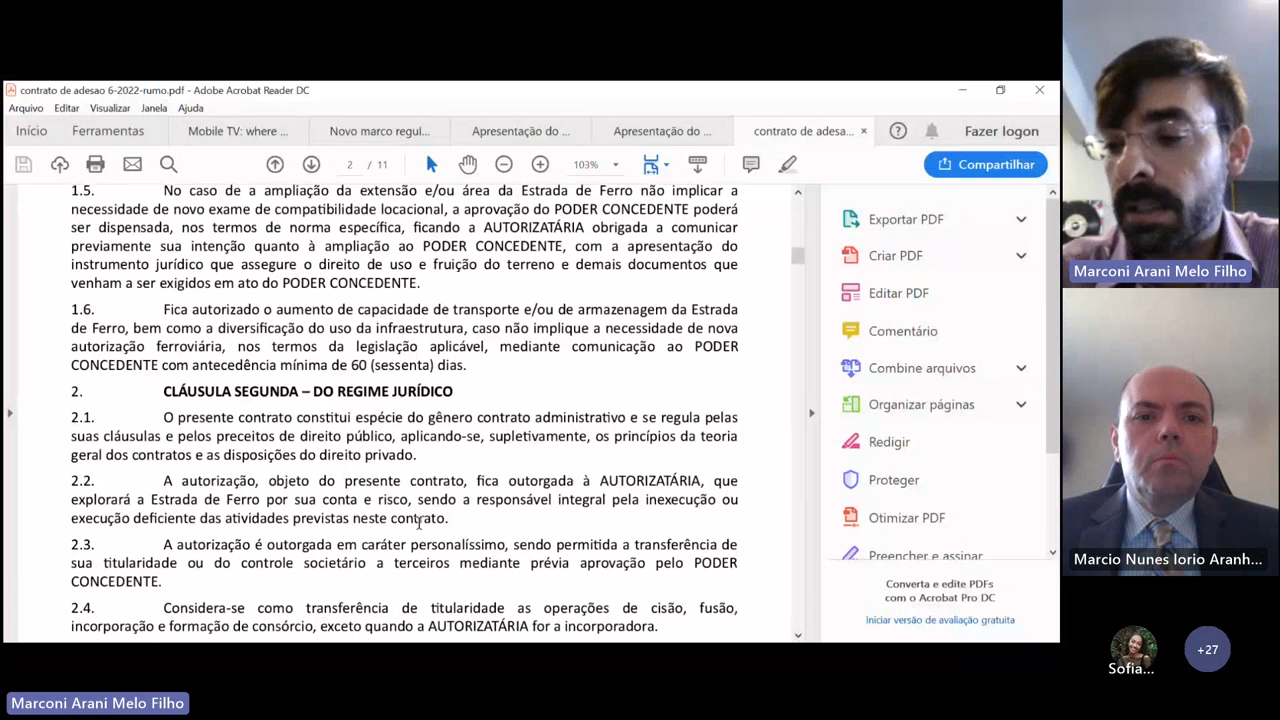 contrato de adesao 6-2022-rumo.pdf - Adobe Acrobat Reader DC
Arquivo Editar Visualizar Janela Ajuda
Início Ferramentas Mobile TV: where ... Novo marco regul... Apresentação do ... Apresentação do ... contrato de adesa... × Fazer logon
2 / 11 103% Compartilhar
1.5. No caso de a ampliação da extensão e/ou área da Estrada de Ferro não implicar a
necessidade de novo exame de compatibilidade locacional, a aprovação do PODER CONCEDENTE poderá
ser dispensada, nos termos de norma específica, ficando a AUTORIZATÁRIA obrigada a comunicar
previamente sua intenção quanto à ampliação ao PODER CONCEDENTE, com a apresentação do
instrumento jurídico que assegure o direito de uso e fruição do terreno e demais documentos que
venham a ser exigidos em ato do PODER CONCEDENTE.
1.6. Fica autorizado o aumento de capacidade de transporte e/ou de armazenagem da Estrada
de Ferro, bem como a diversificação do uso da infraestrutura, caso não implique a necessidade de nova
autorização ferroviária, nos termos da legislação aplicável, mediante comunicação ao PODER
CONCEDENTE com antecedência mínima de 60 (sessenta) dias.
2. CLÁUSULA SEGUNDA – DO REGIME JURÍDICO
2.1. O presente contrato constitui espécie do gênero contrato administrativo e se regula pelas
suas cláusulas e pelos preceitos de direito público, aplicando-se, supletivamente, os princípios da teoria
geral dos contratos e as disposições do direito privado.
2.2. A autorização, objeto do presente contrato, fica outorgada à AUTORIZATÁRIA, que
explorará a Estrada de Ferro por sua conta e risco, sendo a responsável integral pela inexecução ou
execução deficiente das atividades previstas neste contrato.
2.3. A autorização é outorgada em caráter personalíssimo, sendo permitida a transferência de
sua titularidade ou do controle societário a terceiros mediante prévia aprovação pelo PODER
CONCEDENTE.
2.4. Considera-se como transferência de titularidade as operações de cisão, fusão,
incorporação e formação de consórcio, exceto quando a AUTORIZATÁRIA for a incorporadora.
Exportar PDF
Criar PDF
Editar PDF
Comentário
Combine arquivos
Organizar páginas
Redigir
Proteger
Otimizar PDF
Preencher e assinar
Converta e edite PDFs
com o Acrobat Pro DC
Iniciar versão de avaliação gratuita
Marconi Arani Melo Filho
Marcio Nunes Iorio Aranh...
Sofia...
+27
Marconi Arani Melo Filho